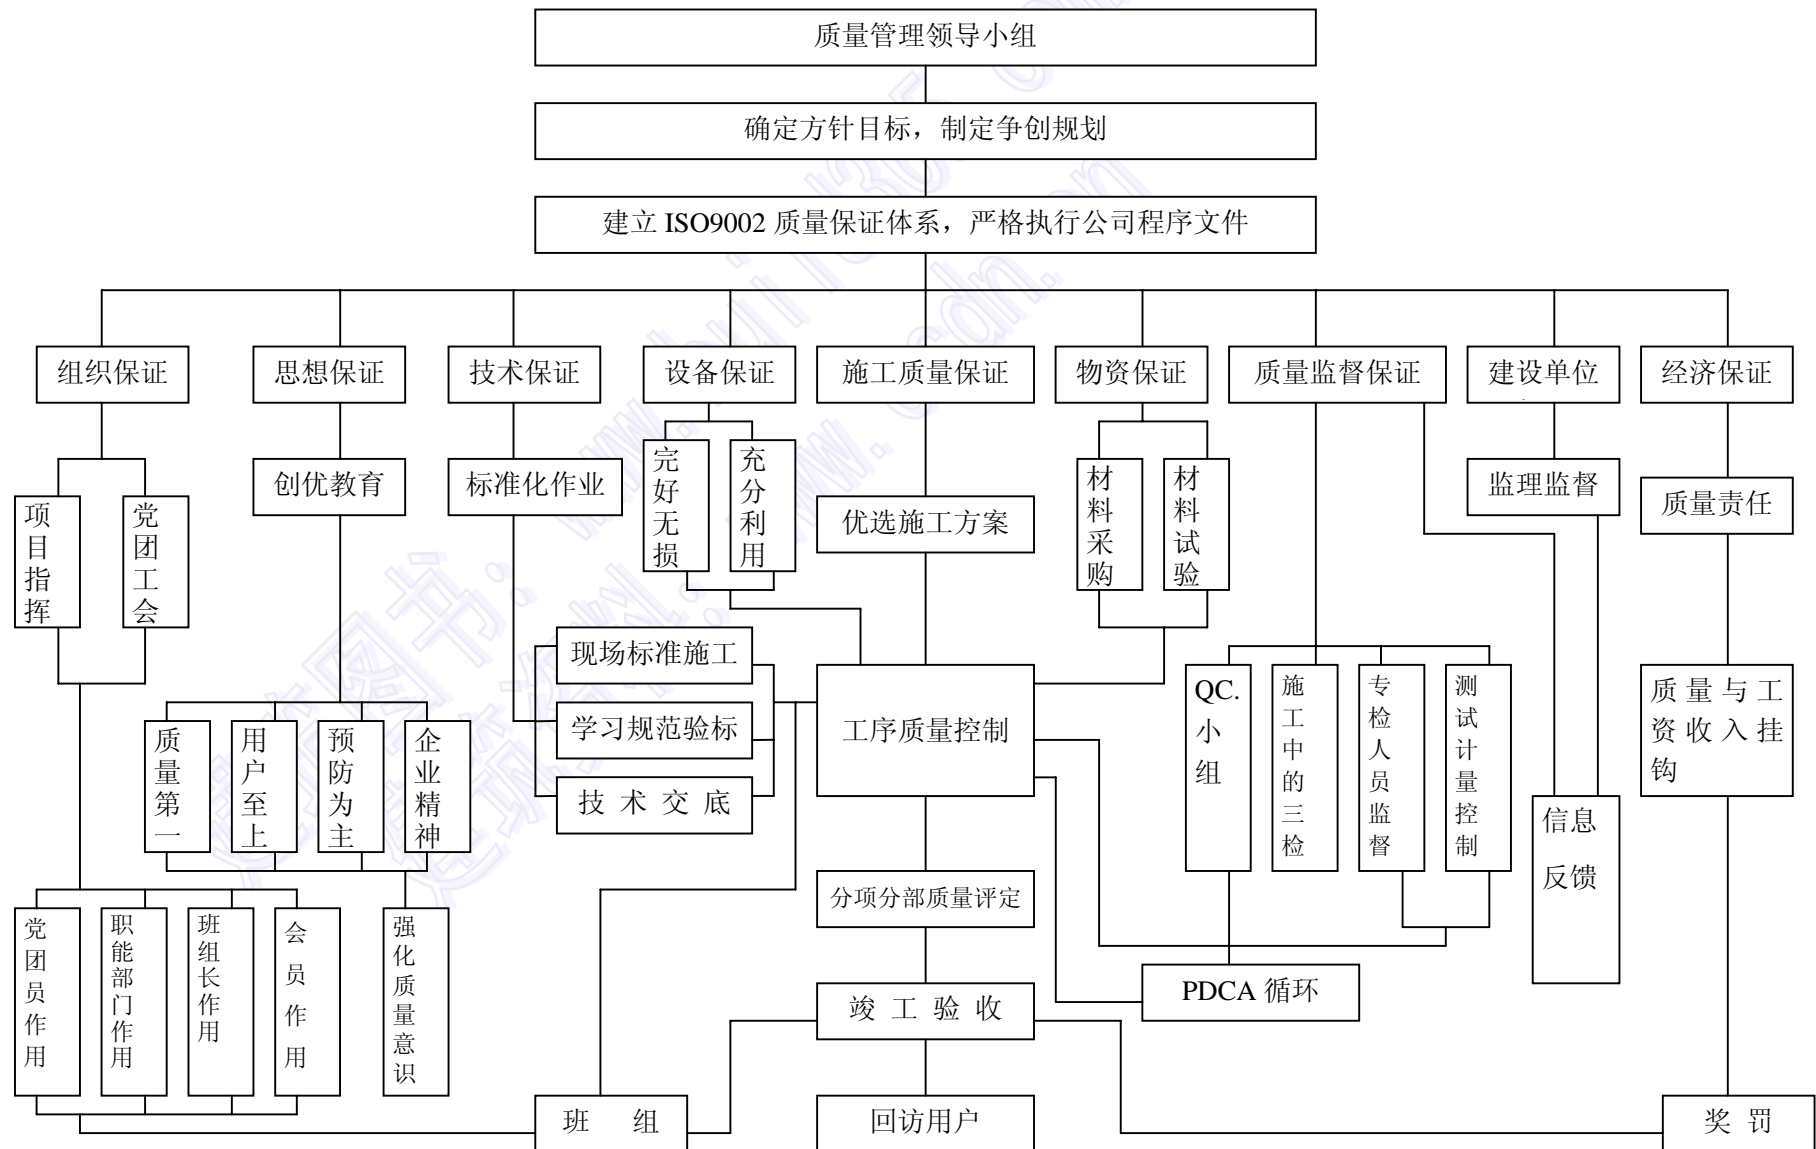 质量管理领导小组
确定方针目标，制定争创规划
建立 ISO9002 质量保证体系，严格执行公司程序文件
组织保证
思想保证
技术保证
设备保证
施工质量保证
物资保证
质量监督保证
建设单位
经济保证
项目指挥
党团工会
创优教育
标准化作业
完好无损
充分利用
优选施工方案
材料采购
材料试验
监理监督
质量责任
现场标准施工
学习规范验标
技 术 交 底
工序质量控制
QC.
小
组
施工中的三检
专检人员监督
测试计量控制
质 量 与 工
资 收 入 挂
钩
质量第一
用户至上
预防为主
企业精神
信息
反馈
分项分部质量评定
党团员作用
职能部门作用
班组长作用
会员作用
强化质量意识
PDCA 循环
竣 工 验 收
班 组
回访用户
奖 罚